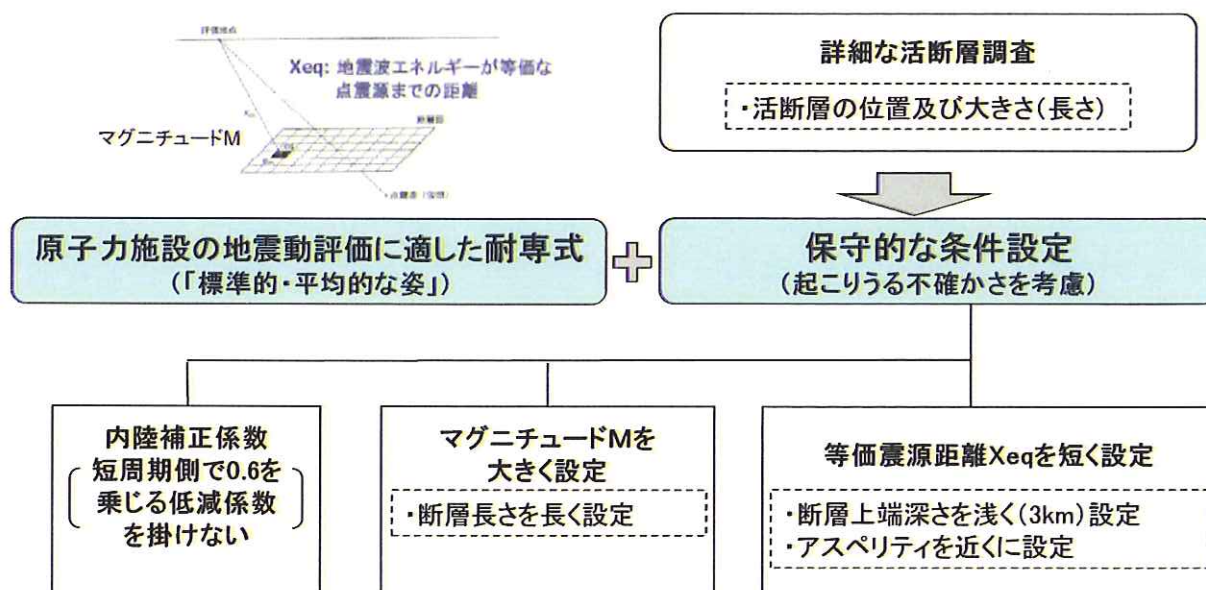 評価地点
Xeq: 地震波エネルギーが等価な
点震源までの距離
マグニチュードM
断層面
詳細な活断層調査
・活断層の位置及び大きさ(長さ)
原子力施設の地震動評価に適した耐専式
(「標準的・平均的な姿」)
保守的な条件設定
(起こりうる不確かさを考慮)
内陸補正係数
短周期側で0.6を
乗じる低減係数
を掛けない
マグニチュードMを
大きく設定
・断層長さを長く設定
等価震源距離Xeqを短く設定
・断層上端深さを浅く(3km)設定
・アスペリティを近くに設定